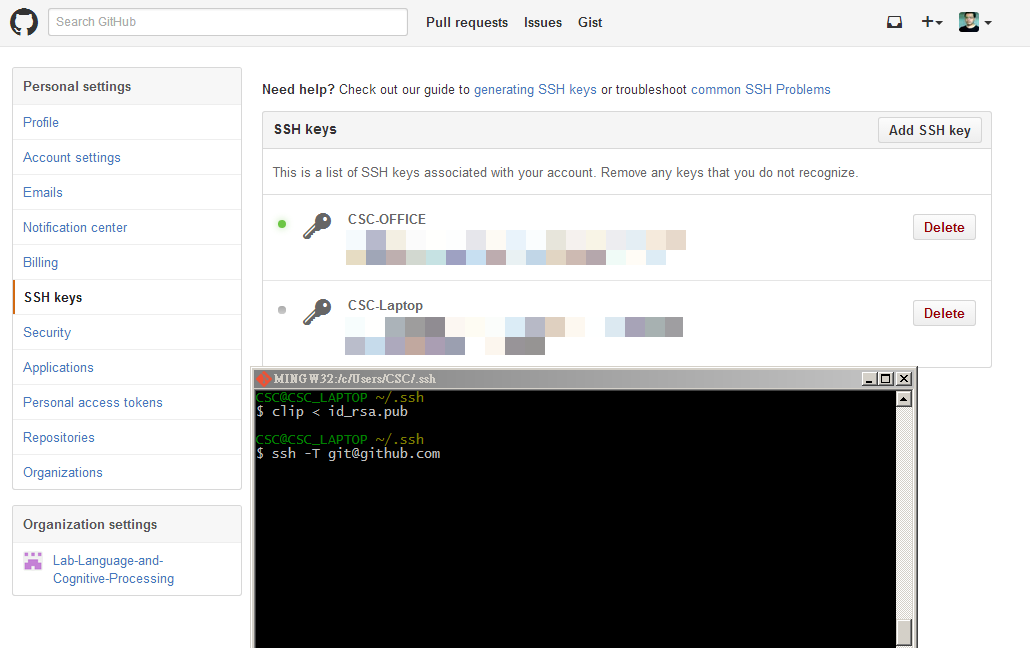 Search GitHub
Pull requests
Issues
Gist
Personal settings
Profile
Account settings
Emails
Notification center
Billing
SSH keys
Security
Applications
Personal access tokens
Repositories
Organizations
Organization settings
Lab-Language-and-
Cognitive-Processing
Need help? Check out our guide to generating SSH keys or troubleshoot common SSH Problems
SSH keys
Add SSH key
This is a list of SSH keys associated with your account. Remove any keys that you do not recognize.
CSC-OFFICE
Delete
CSC-Laptop
Delete
MINGW32:/c/Users/CSC/.ssh
CSC@CSC_LAPTOP ~/.ssh
$ clip < id_rsa.pub
CSC@CSC_LAPTOP ~/.ssh
$ ssh -T git@github.com